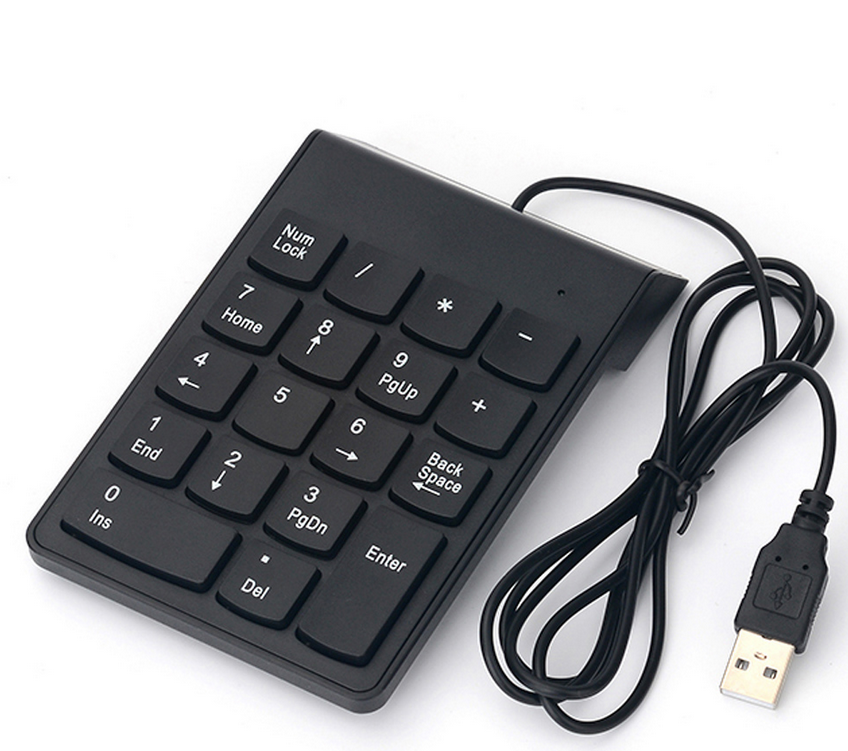 Num
Lock
/
*
-
7
Home
8
↑
9
PgUp
+
4
←
5
6
→
Back
Space
←
1
End
2
↓
3
PgDn
Enter
0
Ins
.
Del